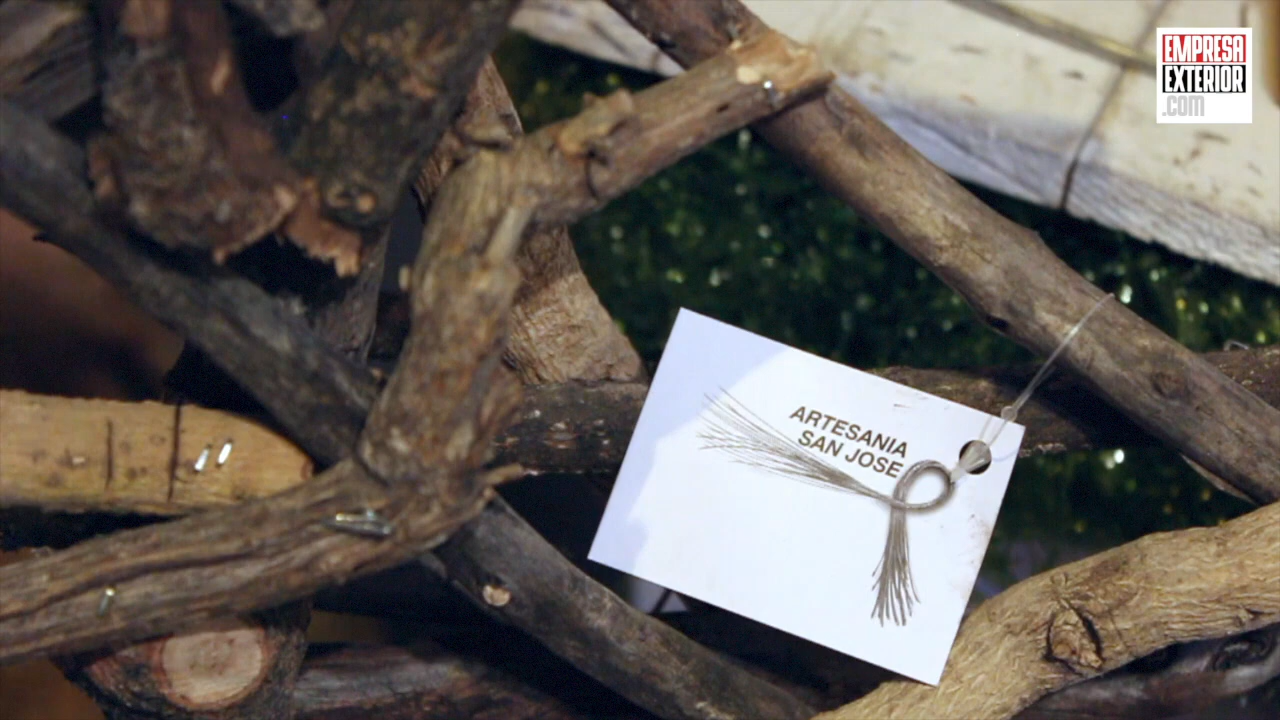 EMPRESA
EXTERIOR
.com
ARTESANIA
SAN JOSE